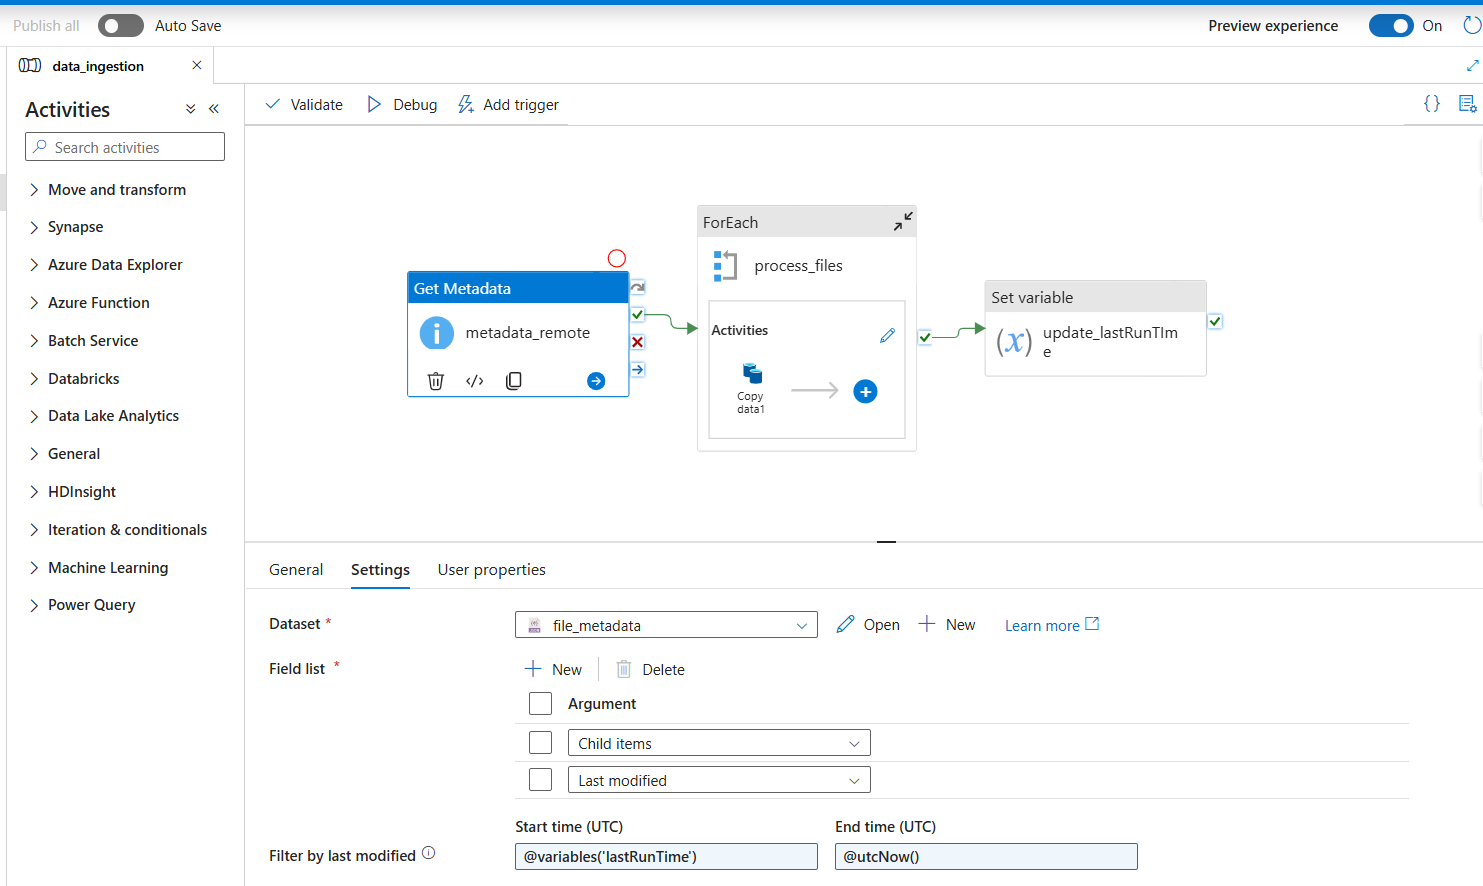 Publish all
Auto Save
Preview experience
On
data_ingestion
Activities
Search activities
Move and transform
Synapse
Azure Data Explorer
Azure Function
Batch Service
Databricks
Data Lake Analytics
General
HDInsight
Iteration & conditionals
Machine Learning
Power Query
Validate
Debug
Add trigger
Get Metadata
metadata_remote
ForEach
process_files
Activities
Copy
data1
Set variable
update_lastRunTIm
e
General
Settings
User properties
Dataset *
file_metadata
Open
New
Learn more
Field list *
New
Delete
Argument
Child items
Last modified
Start time (UTC)
End time (UTC)
Filter by last modified
@variables('lastRunTime')
@utcNow()